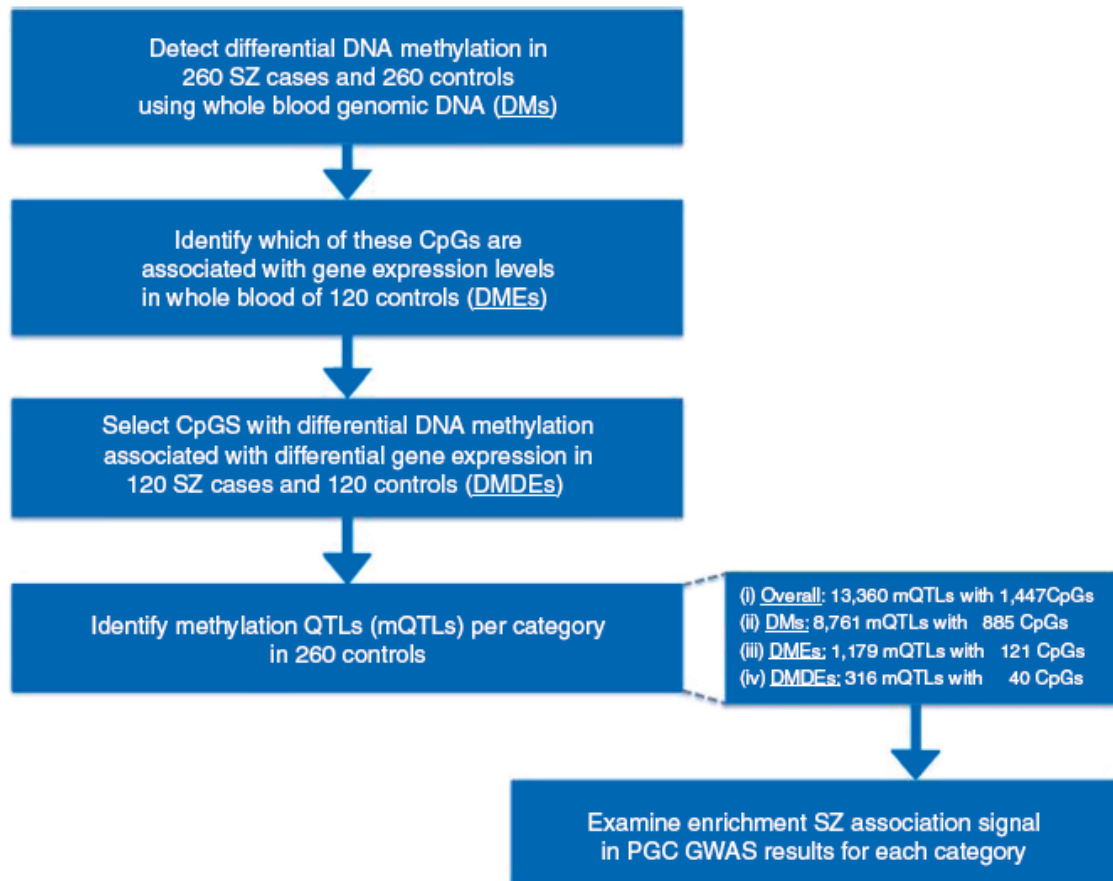 Detect differential DNA methylation in
260 SZ cases and 260 controls
using whole blood genomic DNA (DMs)
Identify which of these CpGs are
associated with gene expression levels
in whole blood of 120 controls (DMEs)
Select CpGS with differential DNA methylation
associated with differential gene expression in
120 SZ cases and 120 controls (DMDEs)
Identify methylation QTLs (mQTLs) per category
in 260 controls
(i) Overall: 13,360 mQTLs with 1,447CpGs
(ii) DMs: 8,761 mQTLs with 885 CpGs
(iii) DMEs: 1,179 mQTLs with 121 CpGs
(iv) DMDEs: 316 mQTLs with 40 CpGs
Examine enrichment SZ association signal
in PGC GWAS results for each category